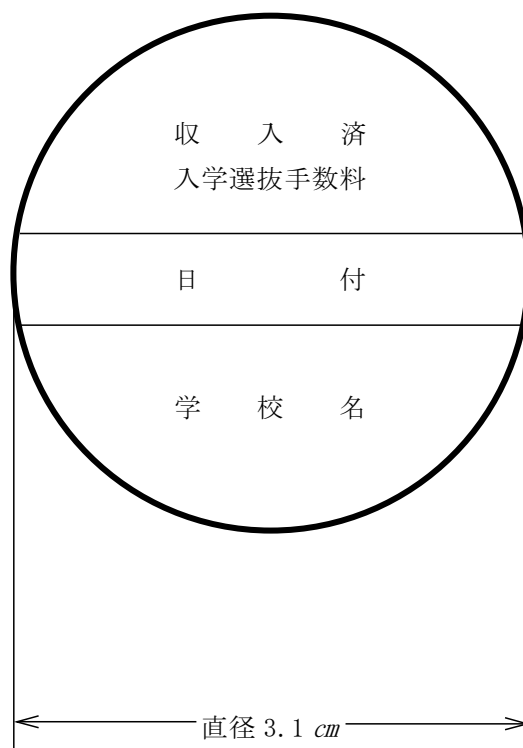 収　入　済
入学選抜手数料
日　付
学　校　名
直径 3.1 cm